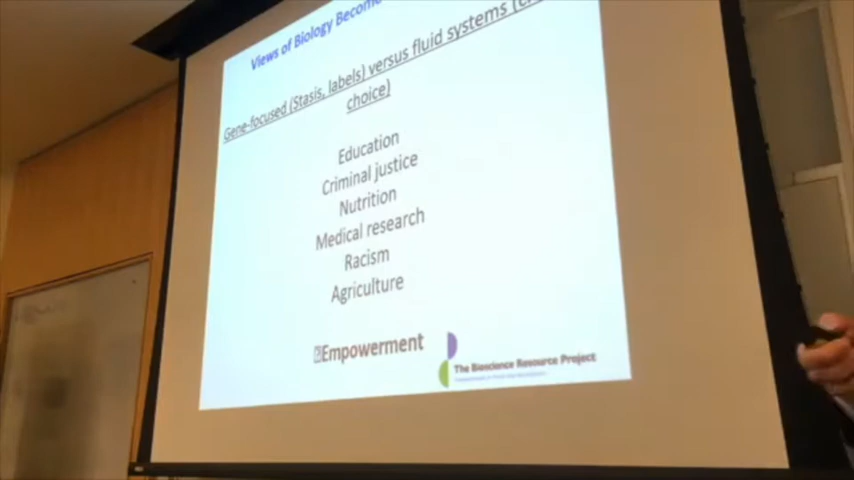 Views of Biology Become
Gene-focused (Stasis, labels) versus fluid systems
choice)
Education
Criminal justice
Nutrition
Medical research
Racism
Agriculture
Empowerment
The Bioscience Resource Project